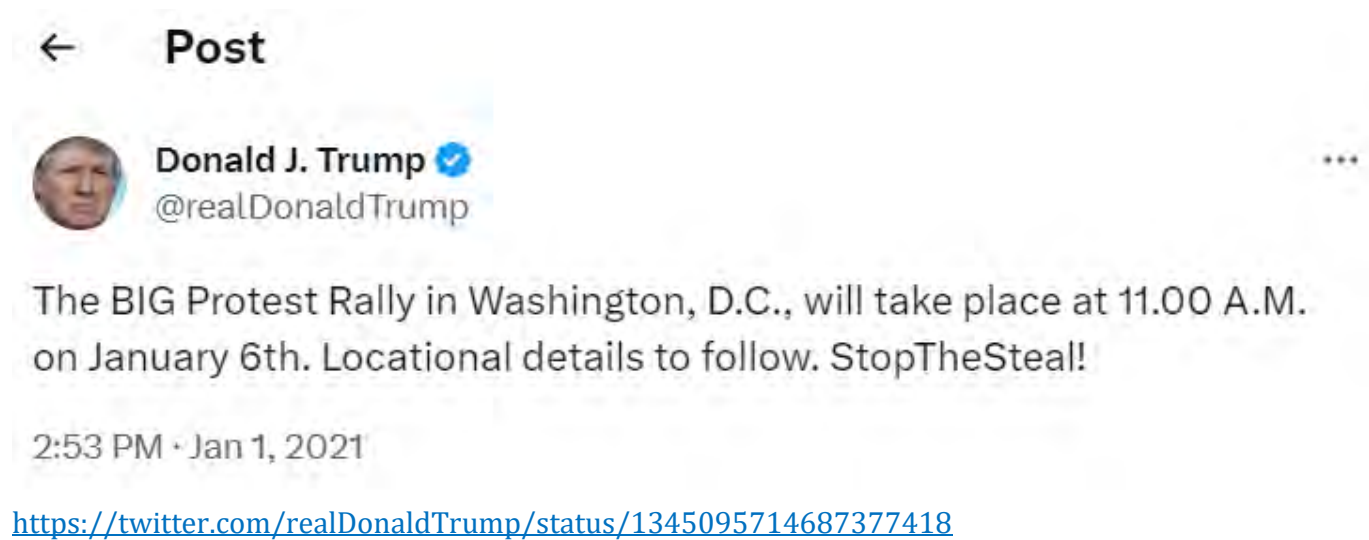 Post
Donald J. Trump
@realDonaldTrump
The BIG Protest Rally in Washington, D.C., will take place at 11.00 A.M.
on January 6th. Locational details to follow. StopTheSteal!
2:53 PM · Jan 1, 2021
https://twitter.com/realDonaldTrump/status/1345095714687377418